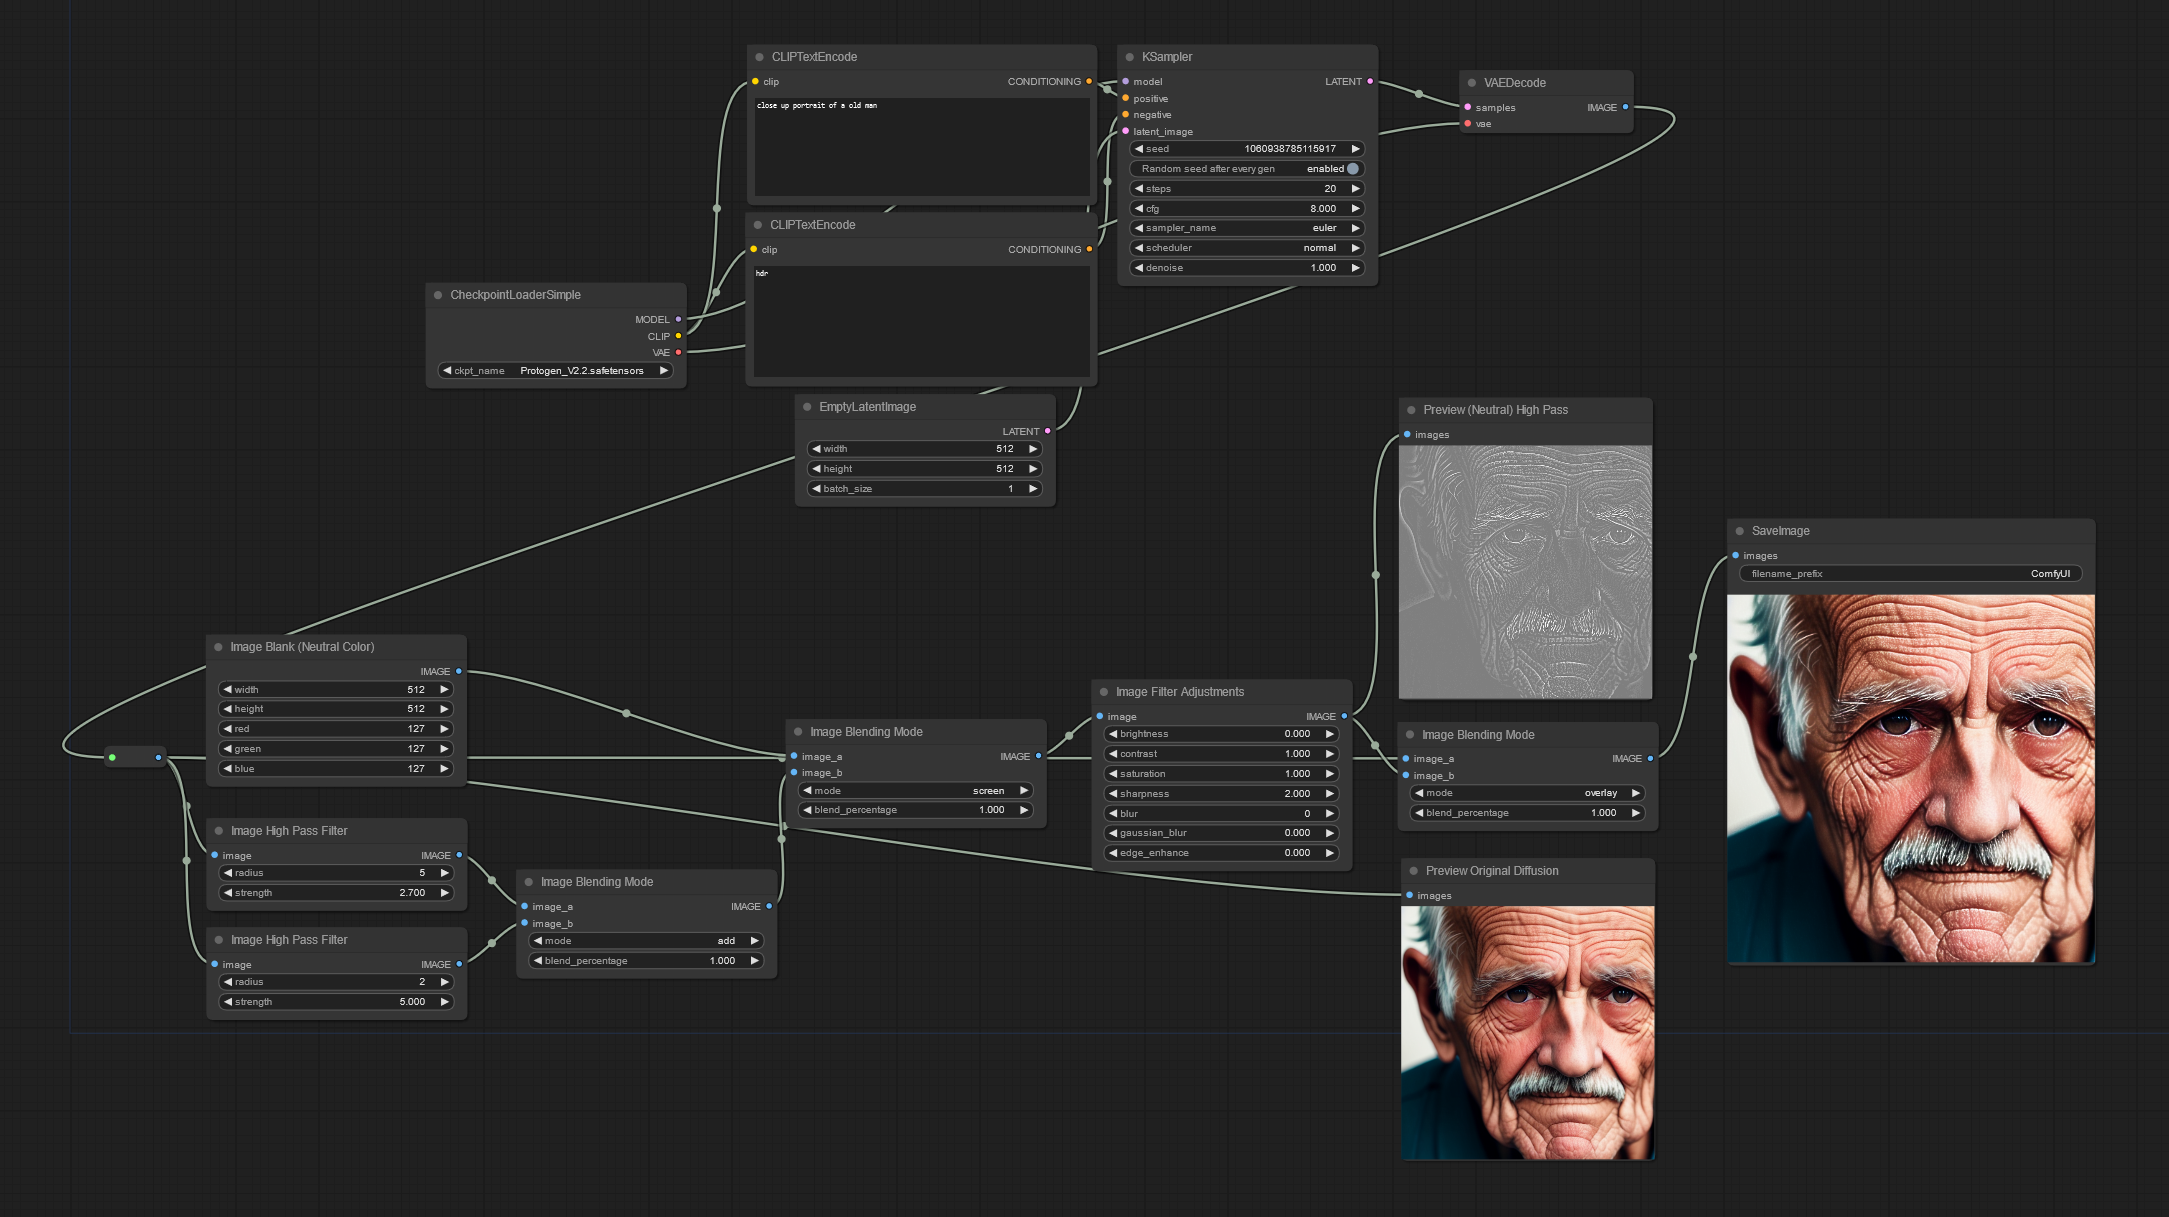 CLIPTextEncode
clip CONDITIONING
close up portrait of a old man
KSampler
model LATENT
positive
negative
latent_image
seed 1060938785115917
Random seed after every gen enabled
steps 20
cfg 8.000
sampler_name euler
scheduler normal
denoise 1.000
VAEDecode
samples IMAGE
vae
CLIPTextEncode
clip CONDITIONING
hdr
CheckpointLoaderSimple
MODEL
CLIP
VAE
ckpt_name Protogen_V2.2.safetensors
EmptyLatentImage
LATENT
width 512
height 512
batch_size 1
Preview (Neutral) High Pass
images
SaveImage
images
filename_prefix ComfyUI
Image Blank (Neutral Color)
IMAGE
width 512
height 512
red 127
green 127
blue 127
Image High Pass Filter
image IMAGE
radius 5
strength 2.700
Image High Pass Filter
image IMAGE
radius 2
strength 5.000
Image Blending Mode
image_a IMAGE
image_b
mode add
blend_percentage 1.000
Image Blending Mode
image_a IMAGE
image_b
mode screen
blend_percentage 1.000
Image Filter Adjustments
image IMAGE
brightness 0.000
contrast 1.000
saturation 1.000
sharpness 2.000
blur 0
gaussian_blur 0.000
edge_enhance 0.000
Image Blending Mode
image_a IMAGE
image_b
mode overlay
blend_percentage 1.000
Preview Original Diffusion
images